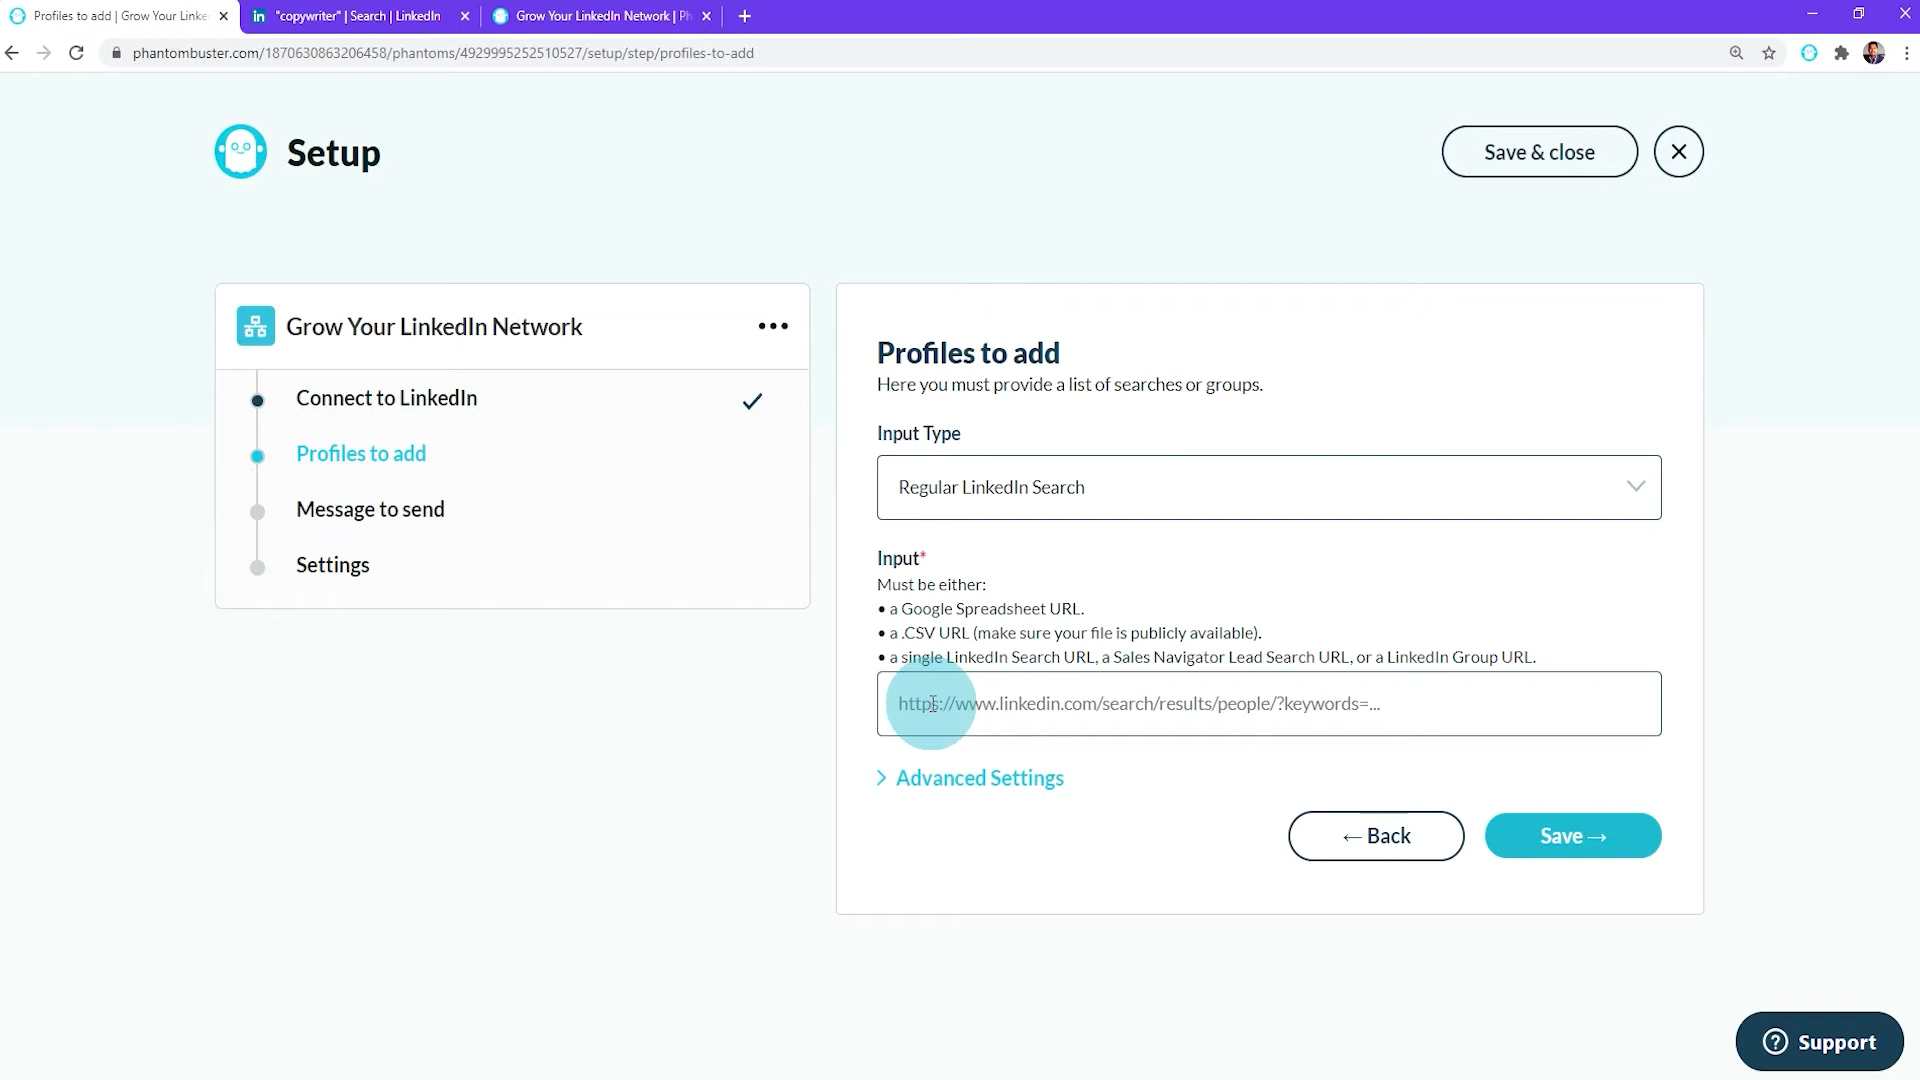 Profiles to add | Grow Your Linke
"copywriter" | Search | LinkedIn
Grow Your LinkedIn Network | Ph
phantombuster.com/1870630863206458/phantoms/4929995252510527/setup/step/profiles-to-add
Setup
Save & close
Grow Your LinkedIn Network
Connect to LinkedIn
Profiles to add
Message to send
Settings
Profiles to add
Here you must provide a list of searches or groups.
Input Type
Regular LinkedIn Search
Input*
Must be either:
• a Google Spreadsheet URL.
• a .CSV URL (make sure your file is publicly available).
• a single LinkedIn Search URL, a Sales Navigator Lead Search URL, or a LinkedIn Group URL.
https://www.linkedin.com/search/results/people/?keywords=...
> Advanced Settings
← Back
Save →
? Support